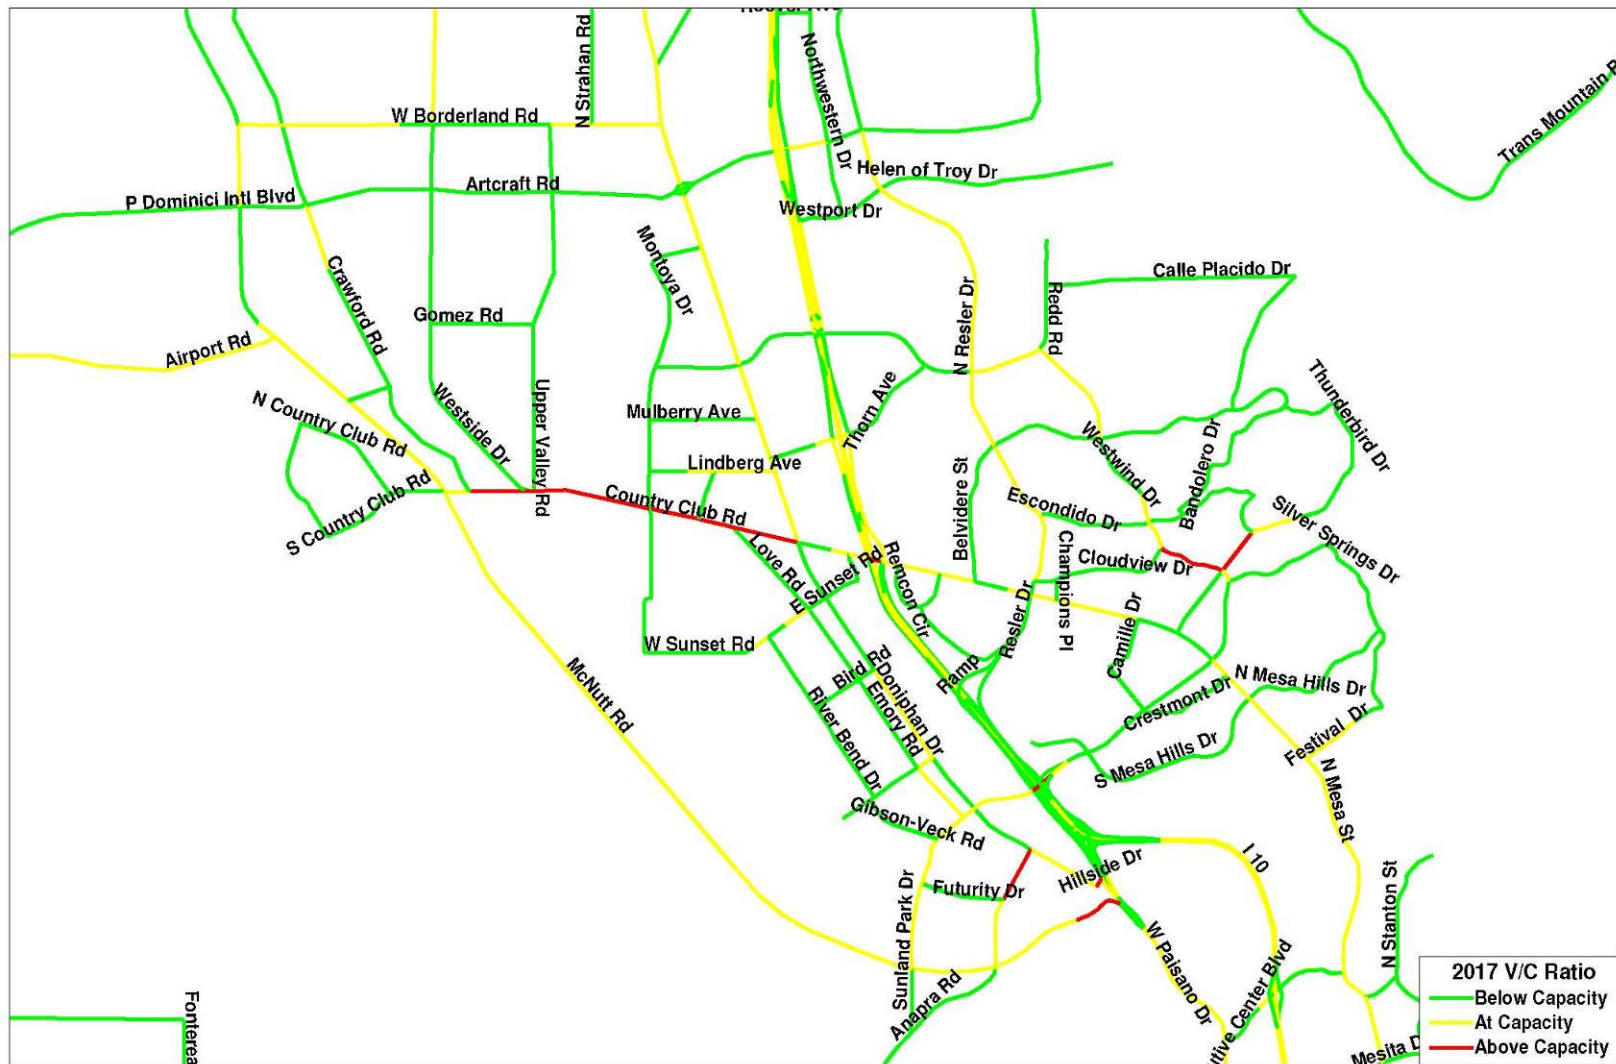 N Strahan Rd
Northwestern Dr
W Borderland Rd
Trans Mountain
Helen of Troy Dr
Artcraft Rd
P Dominici Intl Blvd
Westport Dr
Montoya Dr
Crawford Rd
Calle Placido Dr
Redd Rd
N Resler Dr
Gomez Rd
Airport Rd
Thorn Ave
Thunderbird Dr
N Country Club Rd
Westside Dr
Upper Valley Rd
Mulberry Ave
Westwind Dr
Bandolero Dr
Lindberg Ave
Belvidere St
S Country Club Rd
Country Club Rd
Escondido Dr
Silver Springs Dr
Love Rd
E Sunset Rd
Remcon Cir
Champions Pl
Cloudview Dr
Resler Dr
Camille Dr
W Sunset Rd
Bird Rd
Ramp
McNutt Rd
River Bend Dr
Emory Rd
Doniphan Dr
N Mesa Hills Dr
Crestmont Dr
S Mesa Hills Dr
Festival Dr
N Mesa St
Gibson-Veck Rd
Hillside Dr
I 10
Futurity Dr
Sunland Park Dr
N Stanton St
W Paisano Dr
Anapra Rd
Center Blvd
Mesita
2017 V/C Ratio
Below Capacity
At Capacity
Above Capacity